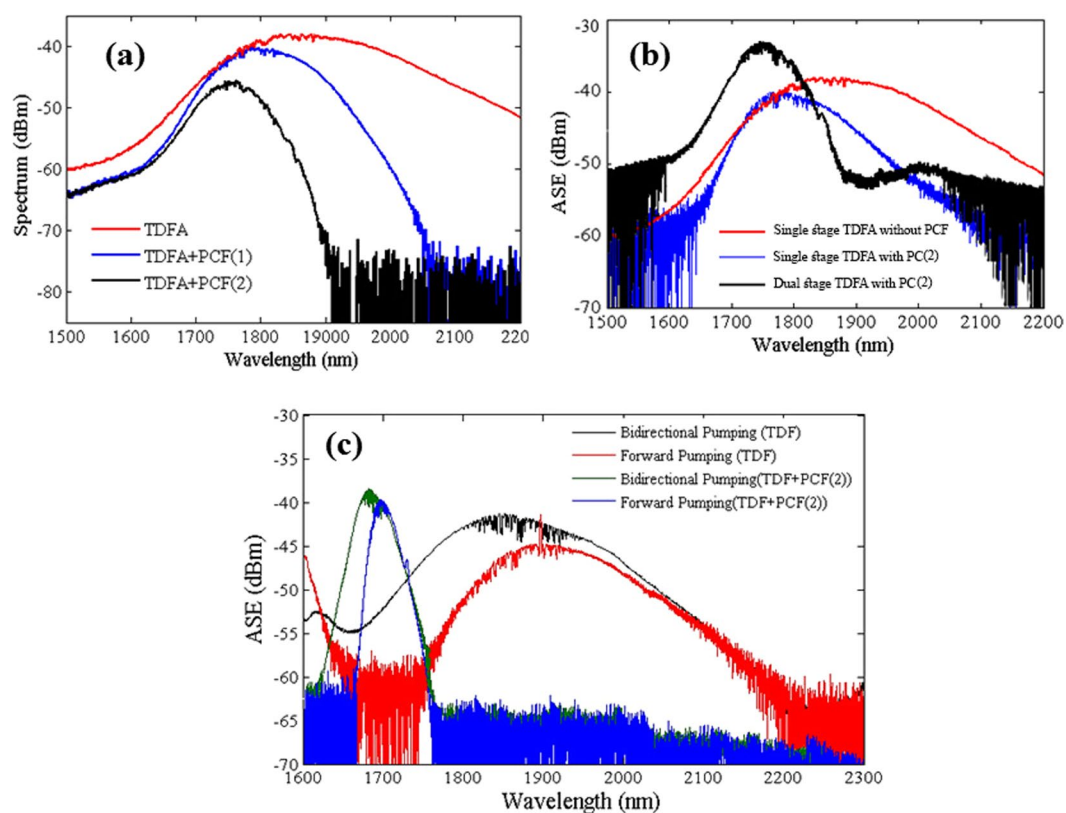 (a)
Spectrum (dBm)
-40
-50
-60
-70
-80
TDFA
TDFA+PCF(1)
TDFA+PCF(2)
1500 1600 1700 1800 1900 2000 2100 2200
Wavelength (nm)
(b)
ASE (dBm)
-30
-40
-50
-60
-70
Single stage TDFA without PCF
Single stage TDFA with PC(2)
Dual stage TDFA with PC(2)
1500 1600 1700 1800 1900 2000 2100 2200
Wavelength (nm)
(c)
ASE (dBm)
-30
-35
-40
-45
-50
-55
-60
-65
-70
Bidirectional Pumping (TDF)
Forward Pumping (TDF)
Bidirectional Pumping(TDF+PCF(2))
Forward Pumping(TDF+PCF(2))
1600 1700 1800 1900 2000 2100 2200 2300
Wavelength (nm)